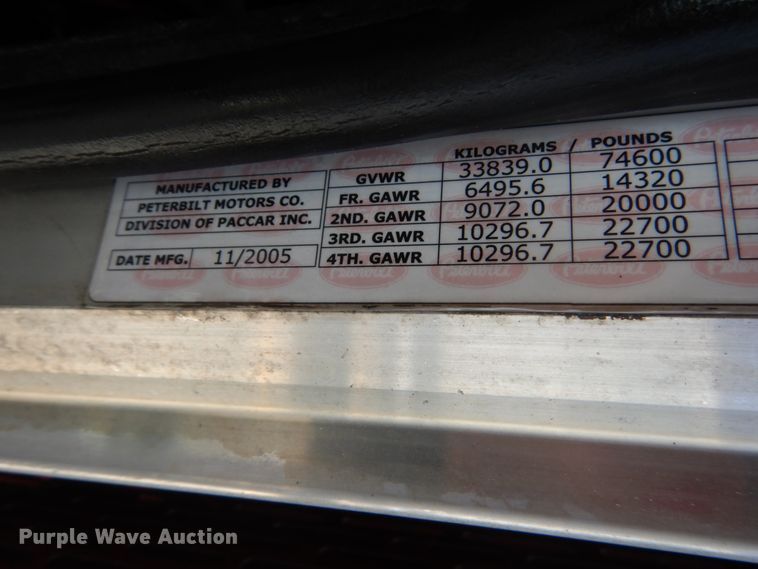 KILOGRAMS / POUNDS
MANUFACTURED BY
PETERBILT MOTORS CO.
DIVISION OF PACCAR INC.
DATE MFG. 11/2005
GVWR 33839.0 74600
FR. GAWR 6495.6 14320
2ND. GAWR 9072.0 20000
3RD. GAWR 10296.7 22700
4TH. GAWR 10296.7 22700
Peterbilt
Purple Wave Auction